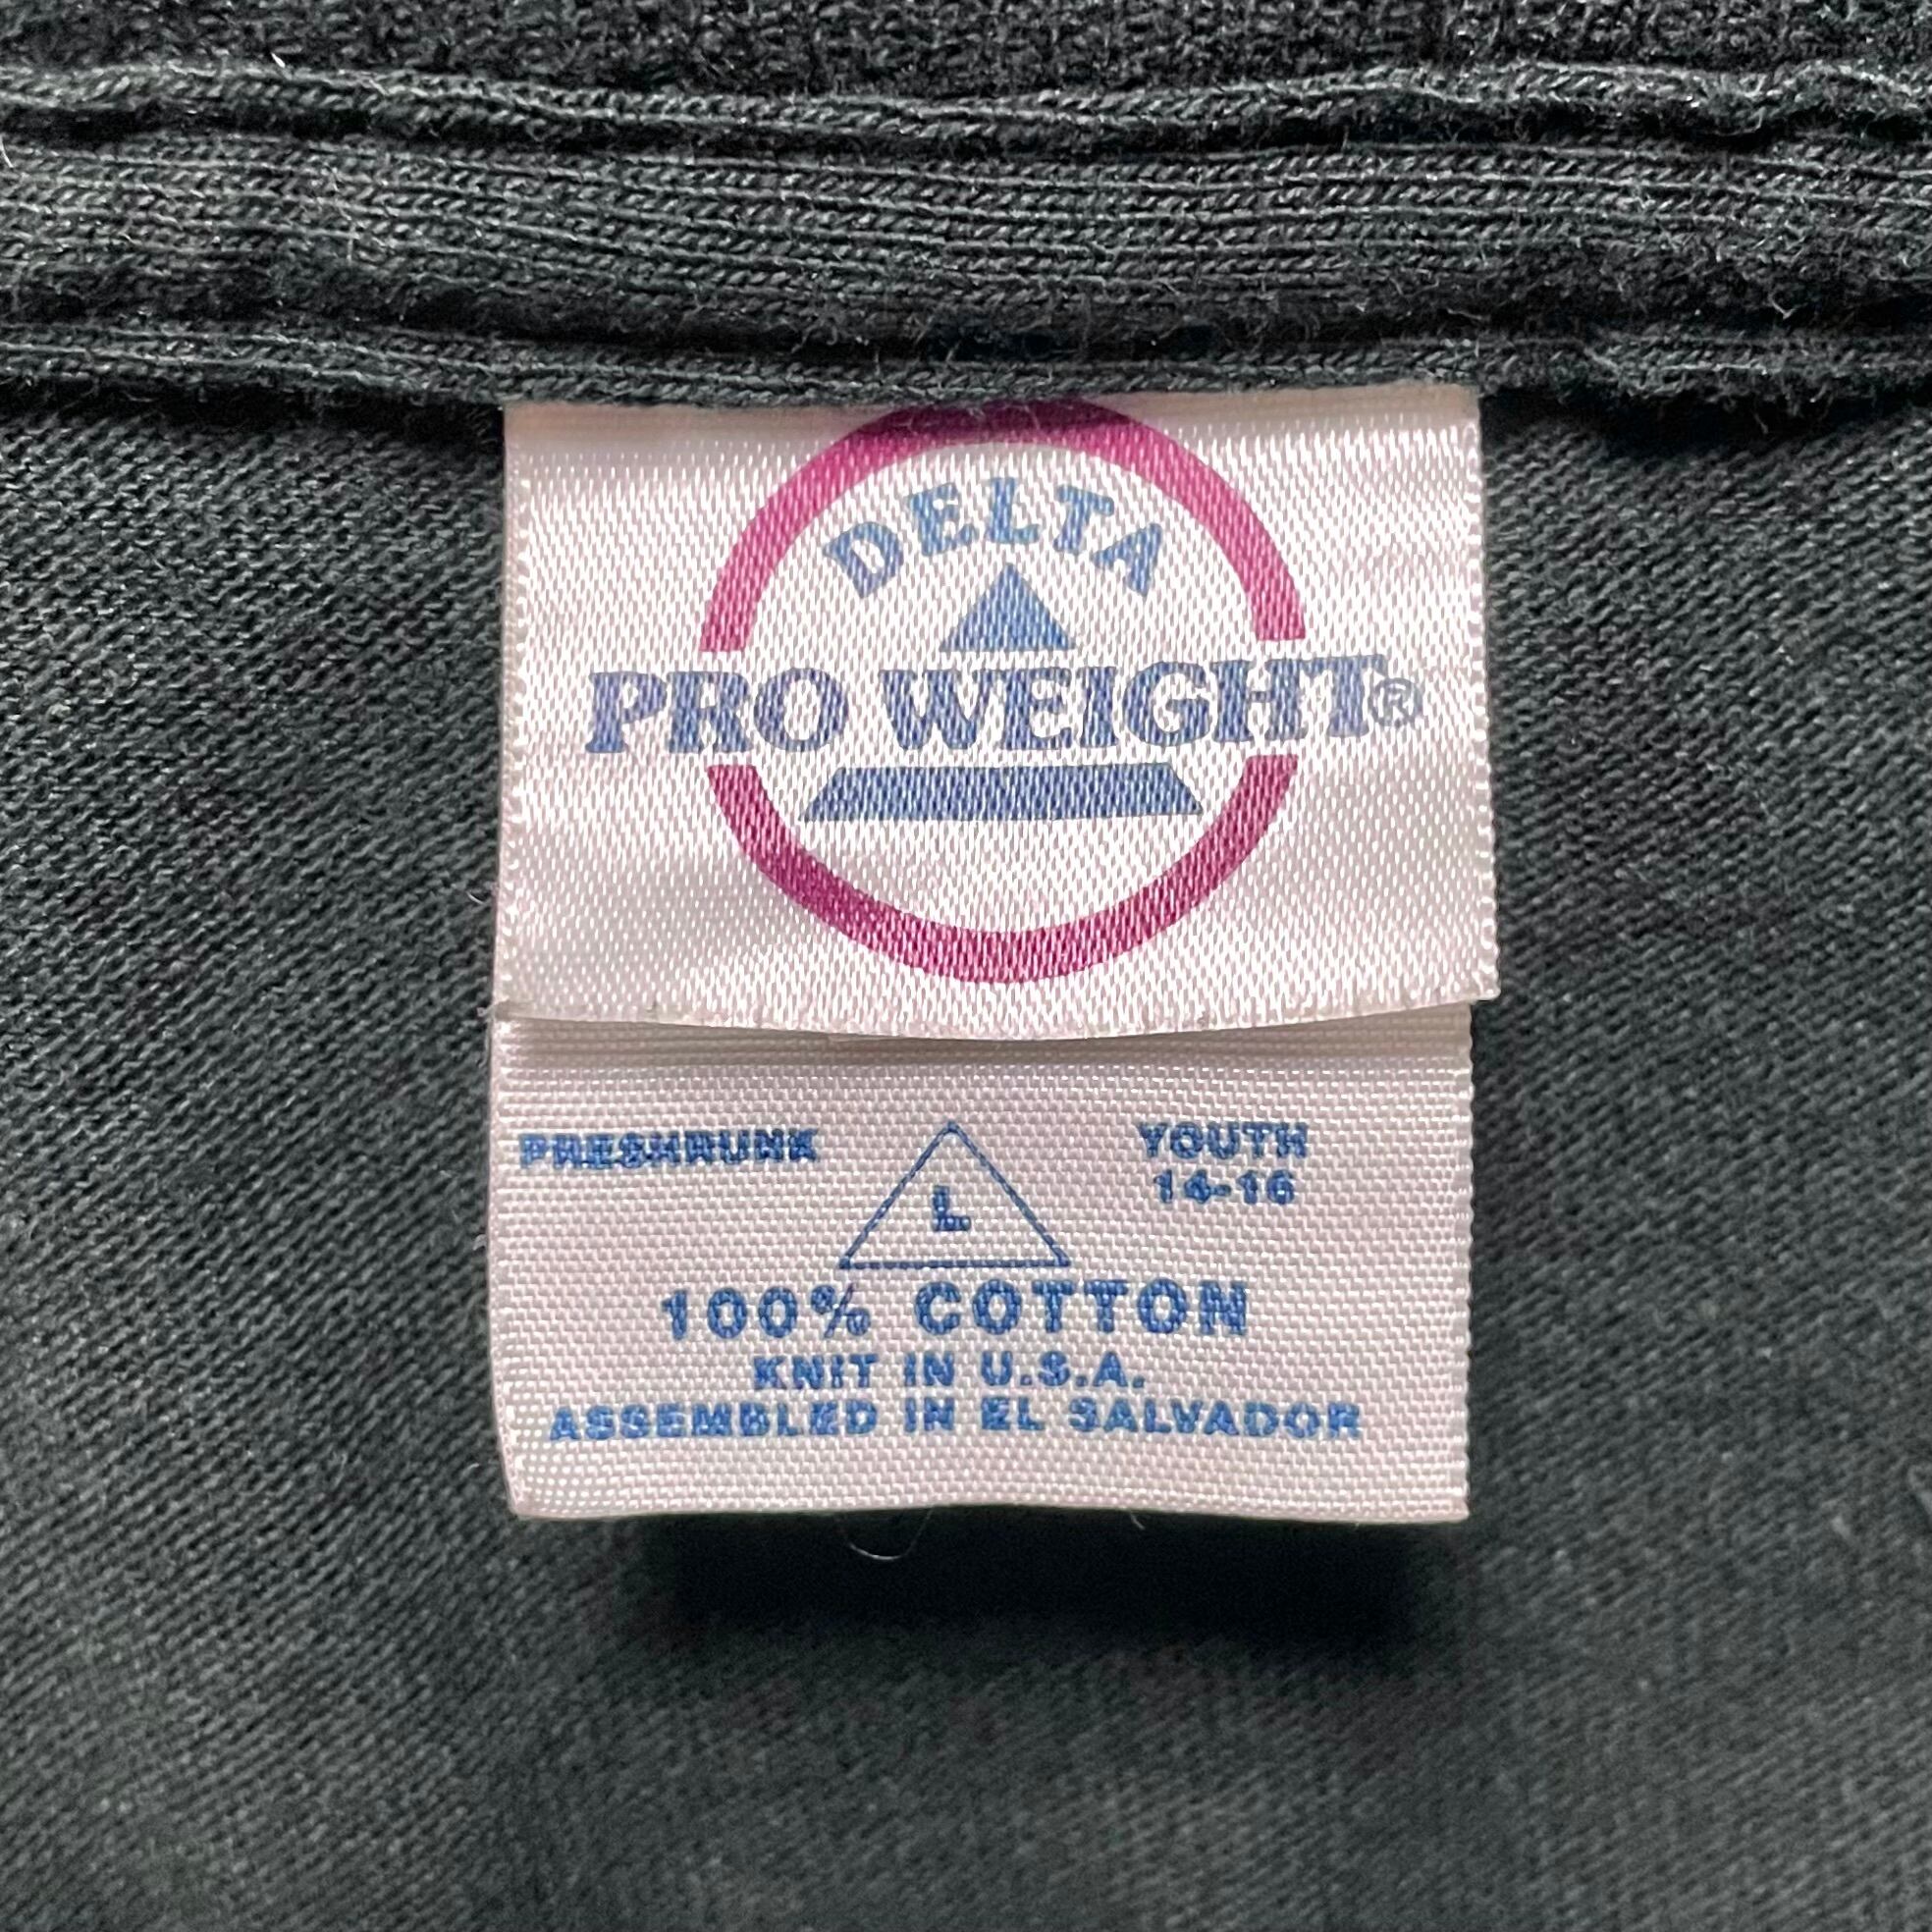 DELTA
PRO WEIGHT®
PRESHRUNK
L
YOUTH
14-16
100% COTTON
KNIT IN U.S.A.
ASSEMBLED IN EL SALVADOR